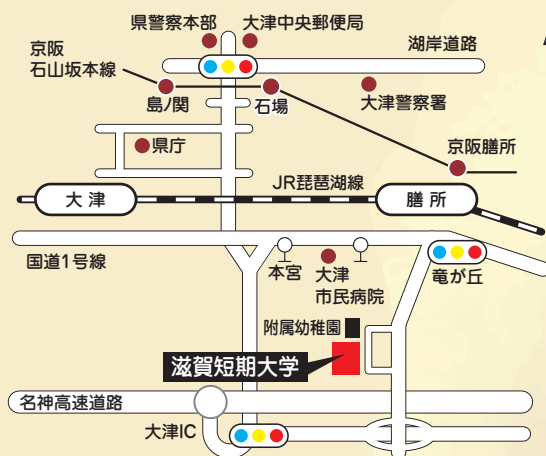 県警察本部
大津中央郵便局
京阪
石山坂本線
湖岸道路
島ノ関
石場
大津警察署
県庁
京阪膳所
JR琵琶湖線
大津
膳所
国道1号線
本宮
大津
市民病院
竜が丘
附属幼稚園
滋賀短期大学
名神高速道路
大津IC